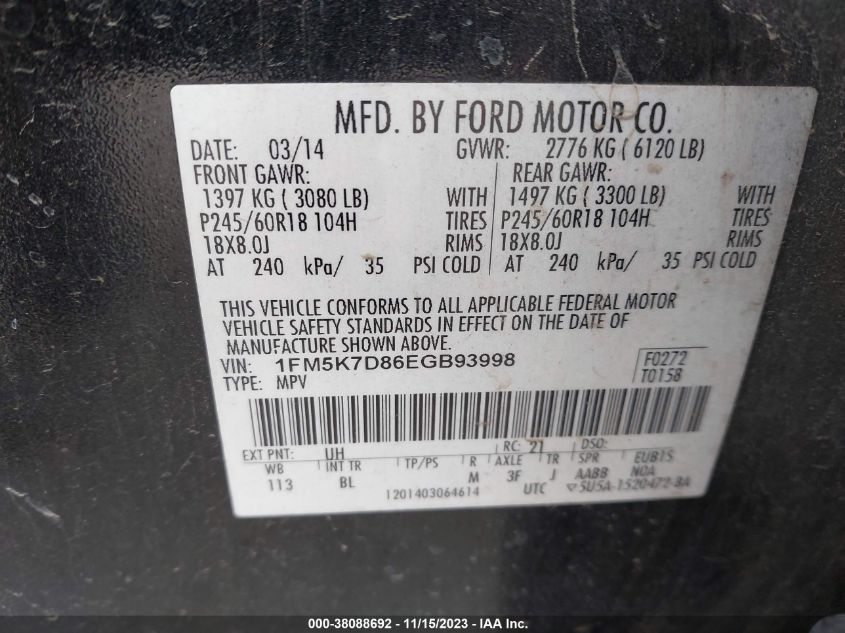 MFD. BY FORD MOTOR CO.
DATE: 03/14 GVWR: 2776 KG ( 6120 LB)
FRONT GAWR: REAR GAWR:
1397 KG ( 3080 LB) WITH 1497 KG ( 3300 LB) WITH
P245/60R18 104H TIRES P245/60R18 104H TIRES
18X8.0J RIMS 18X8.0J RIMS
AT 240 kPa/ 35 PSI COLD AT 240 kPa/ 35 PSI COLD
THIS VEHICLE CONFORMS TO ALL APPLICABLE FEDERAL MOTOR
VEHICLE SAFETY STANDARDS IN EFFECT ON THE DATE OF
MANUFACTURE SHOWN ABOVE.
VIN: 1FM5K7D86EGB93998 F0272
TYPE: MPV T0158
EXT PNT: UH RC: 21 DSO:
WB INT TR TP/PS R AXLE TR SPR EUB15
113 BL M 3F J AABB NOA
1201403064614 UTC ▽5U5A-1520472-BA
000-38088692 - 11/15/2023 - IAA Inc.